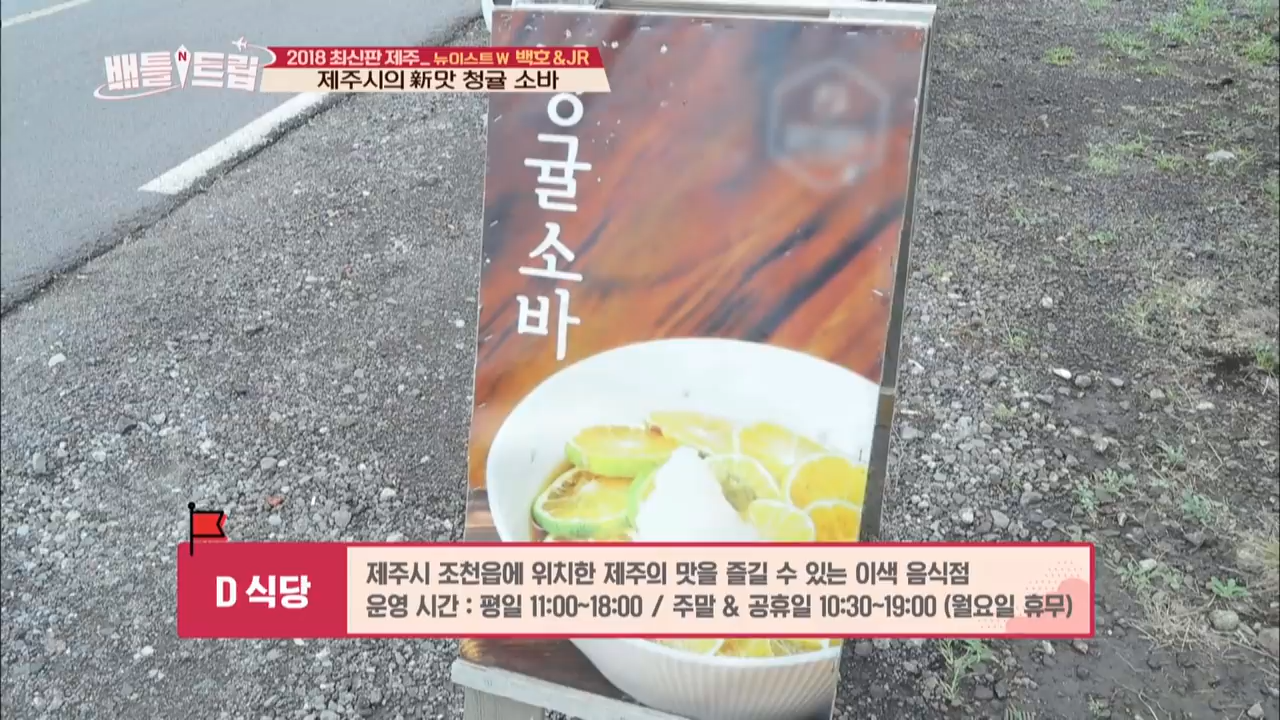 배틀트립
2018 최신판 제주_ 뉴이스트W 백호&JR
제주시의 新맛 청귤 소바
귤소바
D 식당
제주시 조천읍에 위치한 제주의 맛을 즐길 수 있는 이색 음식점
운영 시간 : 평일 11:00~18:00 / 주말 & 공휴일 10:30~19:00 (월요일 휴무)